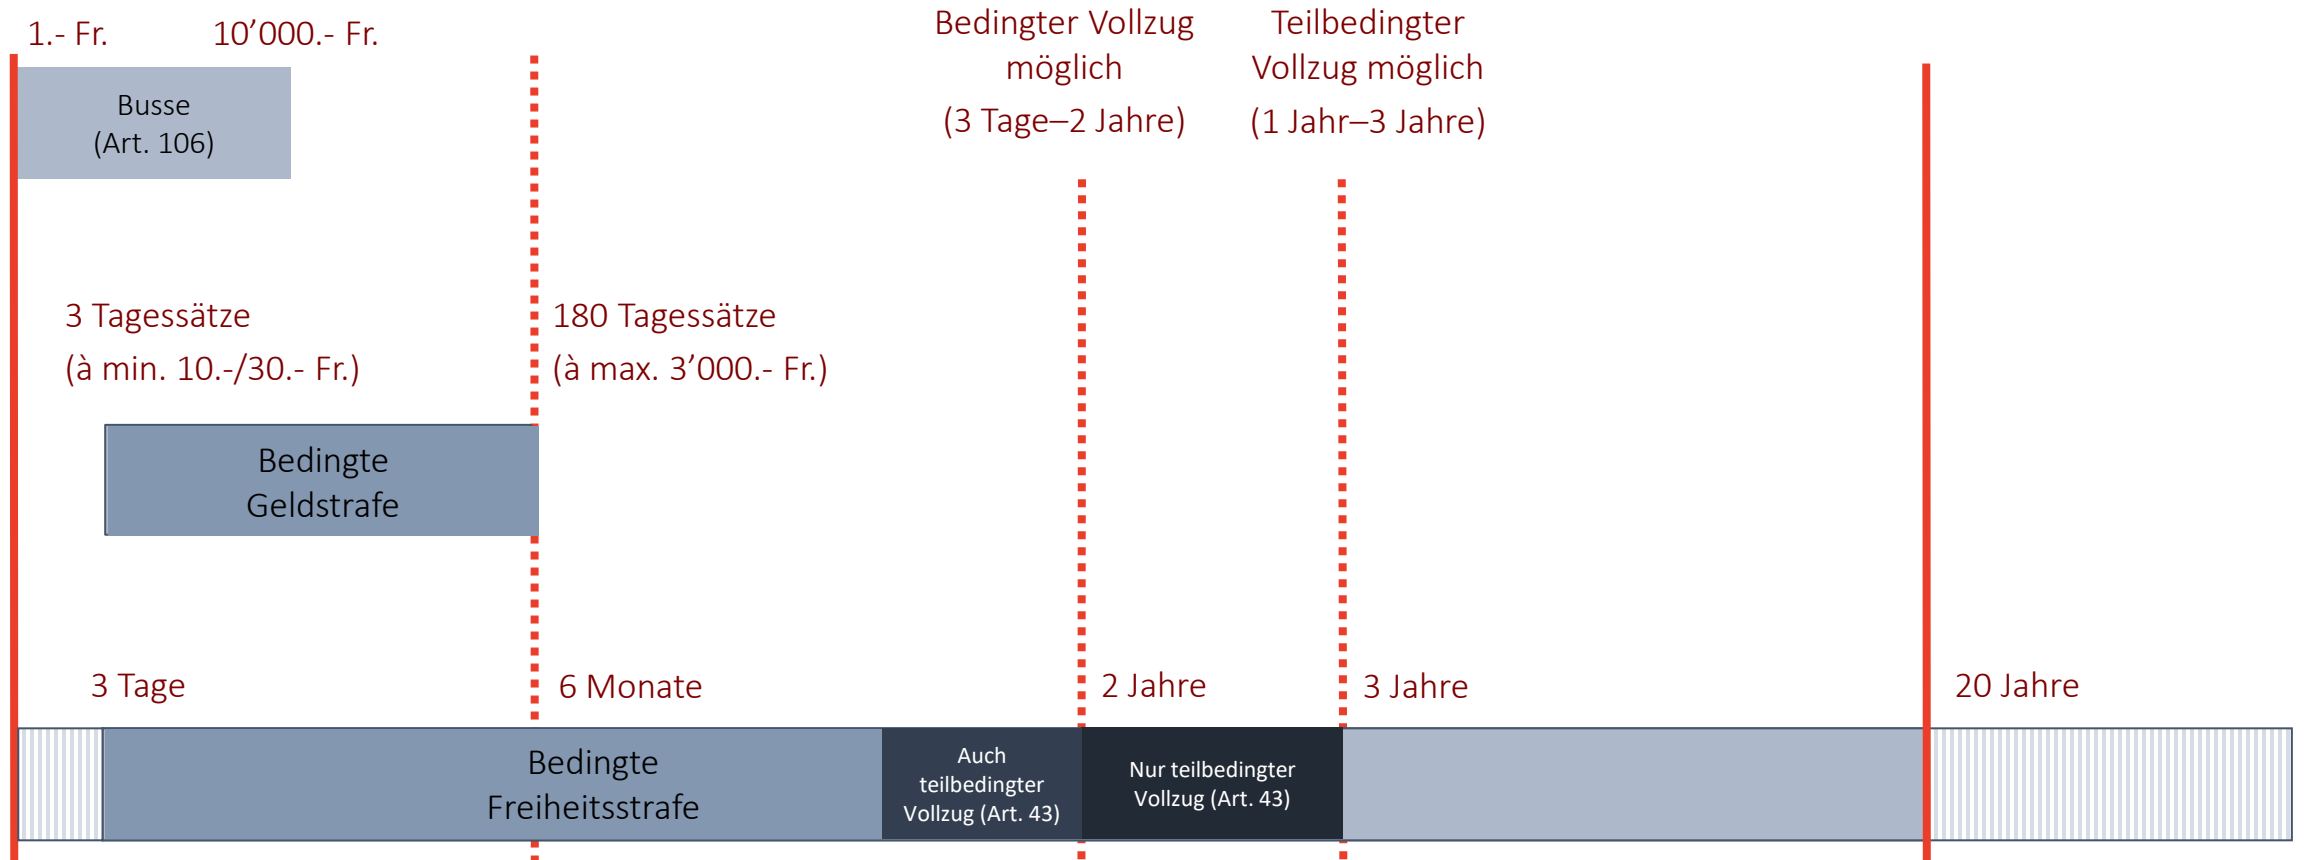 1.- Fr.
10’000.- Fr.
Bedingter Vollzug
möglich
(3 Tage–2 Jahre)
Teilbedingter
Vollzug möglich
(1 Jahr–3 Jahre)
Busse
(Art. 106)
3 Tagessätze
(à min. 10.-/30.- Fr.)
180 Tagessätze
(à max. 3’000.- Fr.)
Bedingte
Geldstrafe
3 Tage
6 Monate
2 Jahre
3 Jahre
20 Jahre
Bedingte
Freiheitsstrafe
Auch
teilbedingter
Vollzug (Art. 43)
Nur teilbedingter
Vollzug (Art. 43)